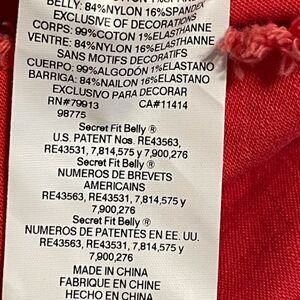 BELLY: 84%NYLON 16%SPANDEX
EXCLUSIVE OF DECORATIONS
CORPS: 99%COTON 1%ELASTHANNE
VENTRE: 84%NYLON 16%ELASTHANNE
SANS MOTIFS DECORATIFS
CUERPO: 99%ALGODÓN 1%ELASTANO
BARRIGA: 84%NAILON 16%ELASTANO
EXCLUSIVO PARA DECORAR
RN#79913 CA#11414
98775
Secret Fit Belly ®
U.S. PATENT Nos. RE43563,
RE43531, 7,814,575 y 7,900,276
Secret Fit Belly ®
NUMEROS DE BREVETS
AMERICAINS
RE43563, RE43531, 7,814,575 y
7,900,276
Secret Fit Belly ®
NUMEROS DE PATENTES EN EE. UU.
RE43563, RE43531, 7,814,575 y
7,900,276
MADE IN CHINA
FABRIQUE EN CHINE
HECHO EN CHINA